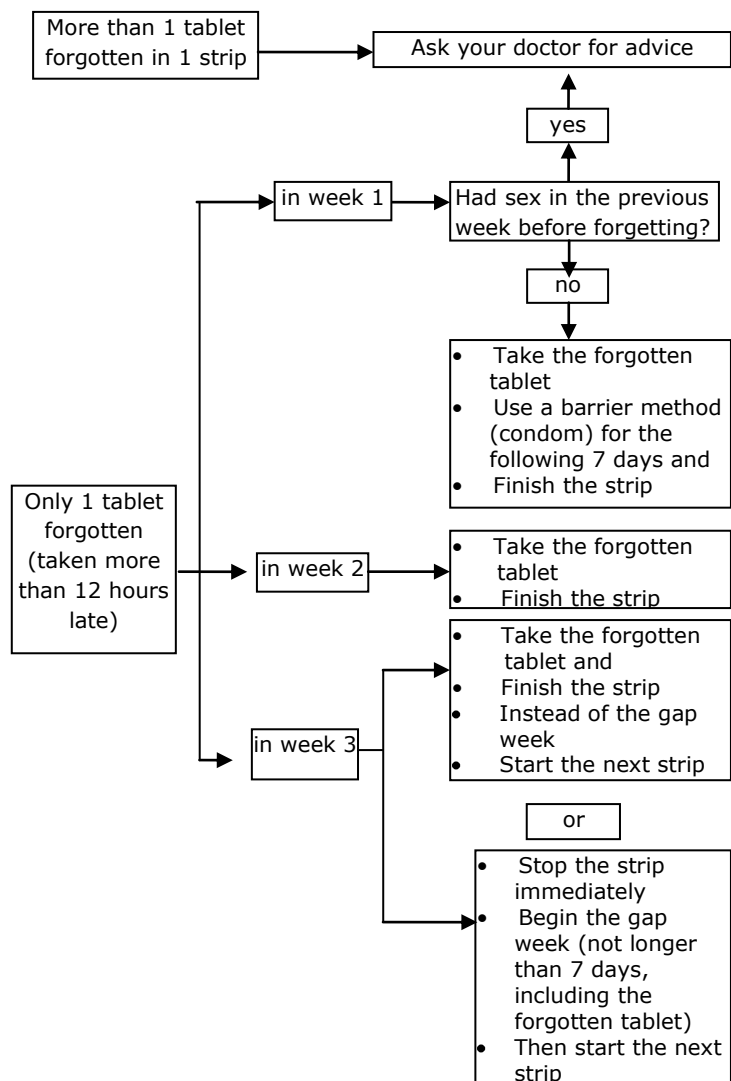 More than 1 tablet
forgotten in 1 strip
Ask your doctor for advice
yes
in week 1
Had sex in the previous
week before forgetting?
no
• Take the forgotten
tablet
• Use a barrier method
(condom) for the
following 7 days and
• Finish the strip
Only 1 tablet
forgotten
(taken more
than 12 hours
late)
in week 2
• Take the forgotten
tablet
• Finish the strip
in week 3
• Take the forgotten
tablet and
• Finish the strip
• Instead of the gap
week
• Start the next strip
or
• Stop the strip
immediately
• Begin the gap
week (not longer
than 7 days,
including the
forgotten tablet)
• Then start the next
strip